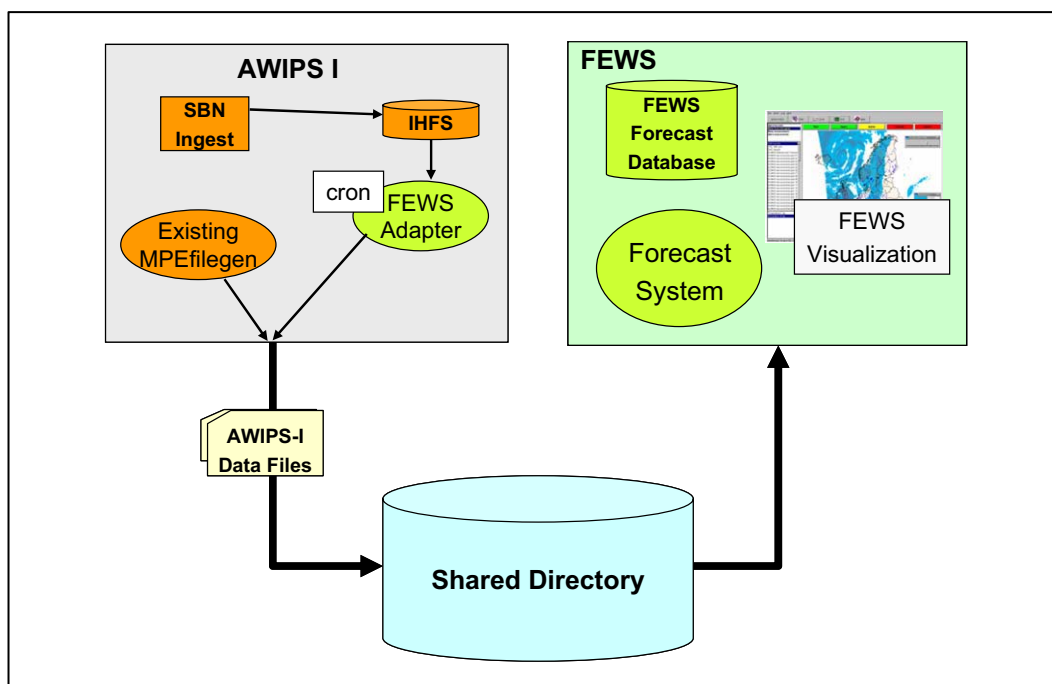 AWIPS I
SBN
Ingest
IHFS
cron
FEWS
Adapter
Existing
MPEfilegen
AWIPS-I
Data Files
Shared Directory
FEWS
FEWS
Forecast
Database
Forecast
System
FEWS
Visualization